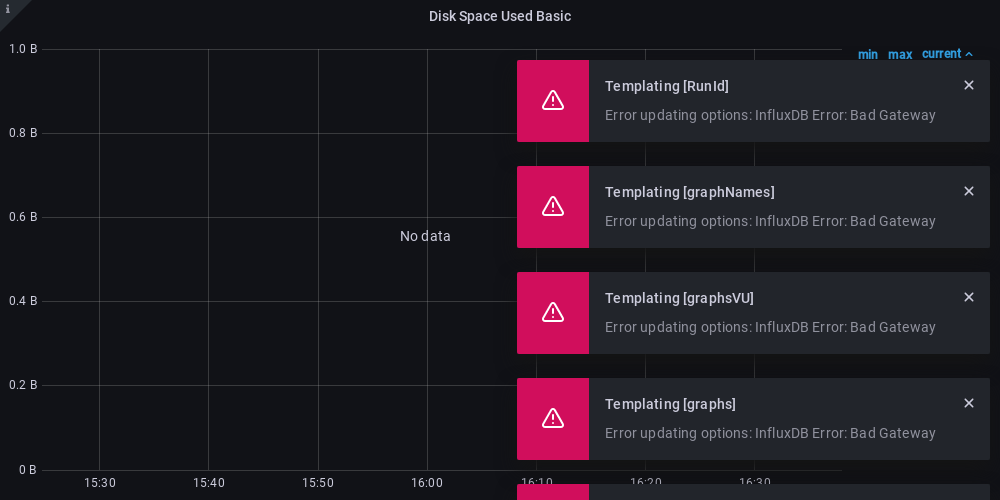 Disk Space Used Basic
min max current
1.0 B
0.8 B
0.6 B
0.4 B
0.2 B
0 B
No data
Templating [RunId]
Error updating options: InfluxDB Error: Bad Gateway
Templating [graphNames]
Error updating options: InfluxDB Error: Bad Gateway
Templating [graphsVU]
Error updating options: InfluxDB Error: Bad Gateway
Templating [graphs]
Error updating options: InfluxDB Error: Bad Gateway
15:30 15:40 15:50 16:00 16:10 16:20 16:30